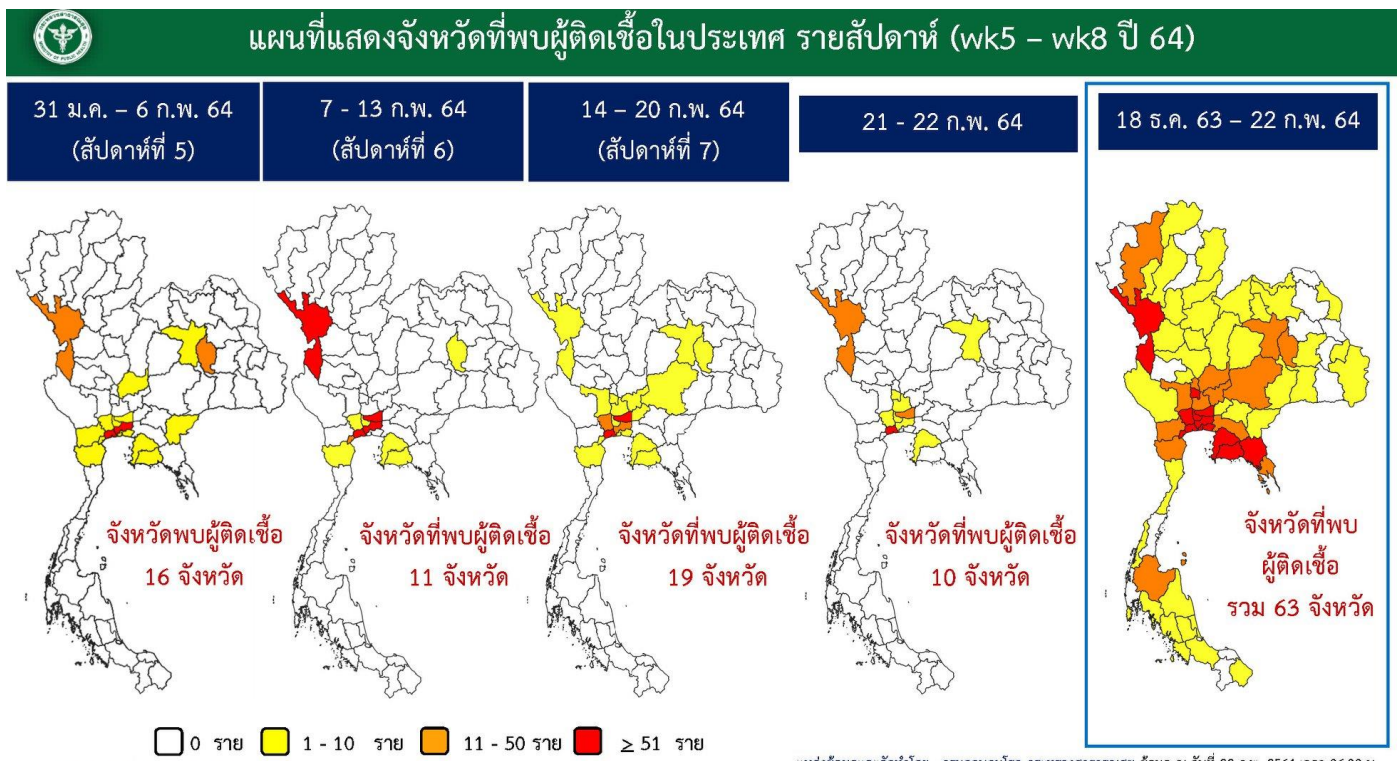 แผนที่แสดงจังหวัดที่พบผู้ติดเชื้อในประเทศ รายสัปดาห์ (wk5 – wk8 ปี 64)
31 ม.ค. – 6 ก.พ. 64
(สัปดาห์ที่ 5)
7 - 13 ก.พ. 64
(สัปดาห์ที่ 6)
14 – 20 ก.พ. 64
(สัปดาห์ที่ 7)
21 - 22 ก.พ. 64
18 ธ.ค. 63 – 22 ก.พ. 64
จังหวัดพบผู้ติดเชื้อ
16 จังหวัด
จังหวัดที่พบผู้ติดเชื้อ
11 จังหวัด
จังหวัดที่พบผู้ติดเชื้อ
19 จังหวัด
จังหวัดที่พบผู้ติดเชื้อ
10 จังหวัด
จังหวัดที่พบ
ผู้ติดเชื้อ
รวม 63 จังหวัด
0 ราย
1 - 10 ราย
11 - 50 ราย
≥ 51 ราย